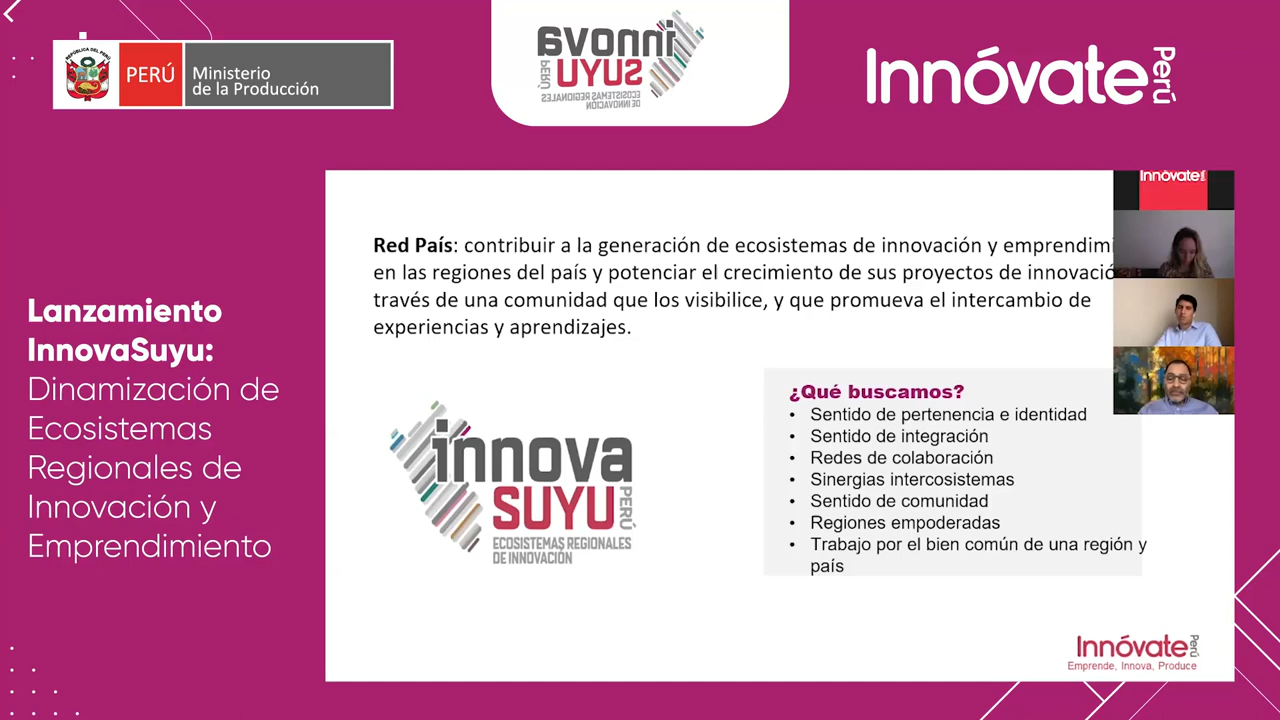 REPÚBLICA DEL PERÚ
PERÚ
Ministerio
de la Producción
innova
SUYU
PERÚ
ECOSISTEMAS REGIONALES
DE INNOVACIÓN
Innóvate
Perú
Lanzamiento
InnovaSuyu:
Dinamización de
Ecosistemas
Regionales de
Innovación y
Emprendimiento
Innóvate
Red País: contribuir a la generación de ecosistemas de innovación y emprendimi
en las regiones del país y potenciar el crecimiento de sus proyectos de innovació
través de una comunidad que los visibilice, y que promueva el intercambio de
experiencias y aprendizajes.
innova
SUYU
PERÚ
ECOSISTEMAS REGIONALES
DE INNOVACIÓN
¿Qué buscamos?
• Sentido de pertenencia e identidad
• Sentido de integración
• Redes de colaboración
• Sinergias intercosistemas
• Sentido de comunidad
• Regiones empoderadas
• Trabajo por el bien común de una región y
país
Innóvate
Perú
Emprende, Innova, Produce